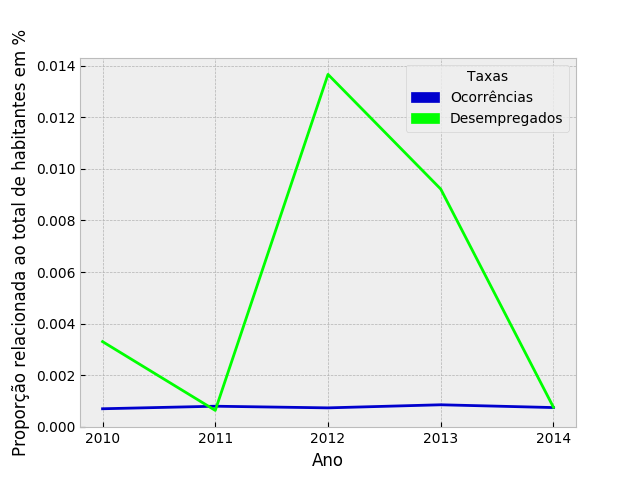 Proporção relacionada ao total de habitantes em %
0.014
0.012
0.010
0.008
0.006
0.004
0.002
0.000
Taxas
Ocorrências
Desempregados
2010 2011 2012 2013 2014
Ano